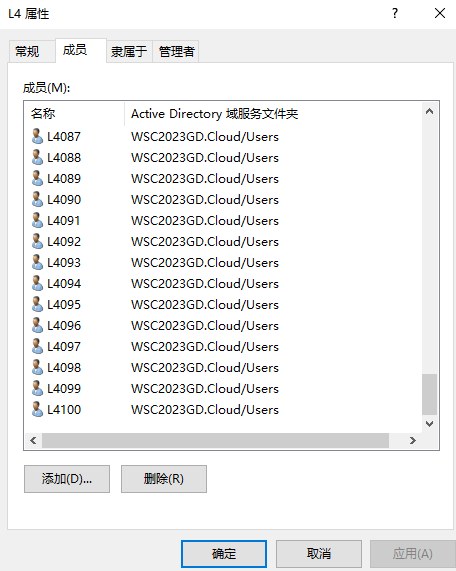 L4 属性
常规 成员 隶属于 管理者
成员(M):
名称 Active Directory 域服务文件夹
L4087 WSC2023GD.Cloud/Users
L4088 WSC2023GD.Cloud/Users
L4089 WSC2023GD.Cloud/Users
L4090 WSC2023GD.Cloud/Users
L4091 WSC2023GD.Cloud/Users
L4092 WSC2023GD.Cloud/Users
L4093 WSC2023GD.Cloud/Users
L4094 WSC2023GD.Cloud/Users
L4095 WSC2023GD.Cloud/Users
L4096 WSC2023GD.Cloud/Users
L4097 WSC2023GD.Cloud/Users
L4098 WSC2023GD.Cloud/Users
L4099 WSC2023GD.Cloud/Users
L4100 WSC2023GD.Cloud/Users
添加(D)... 删除(R)
确定 取消 应用(A)